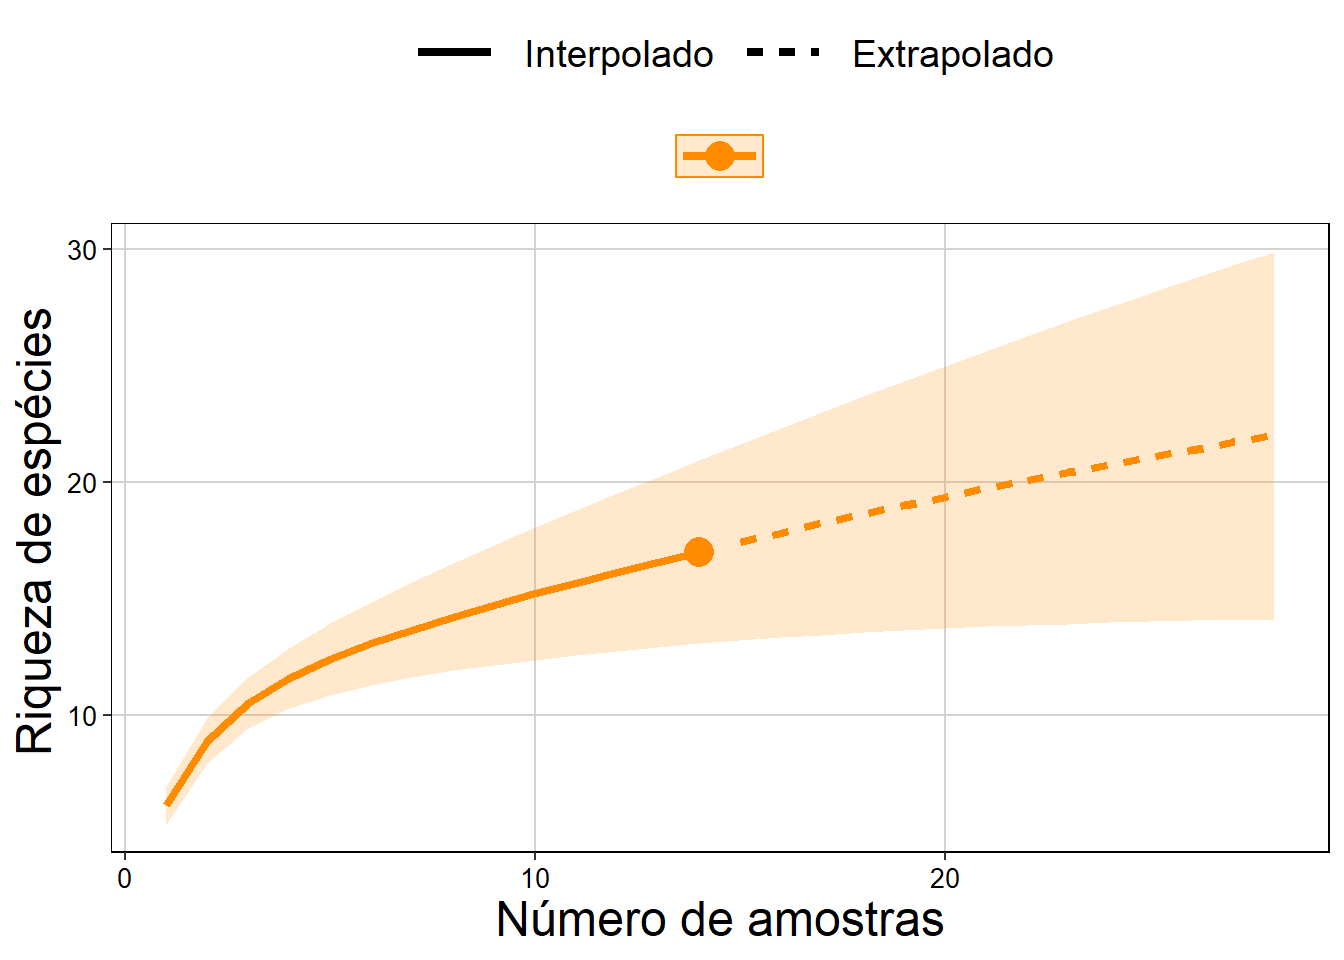 Interpolado Extrapolado
30
20
10
Riqueza de espécies
0 10 20
Número de amostras